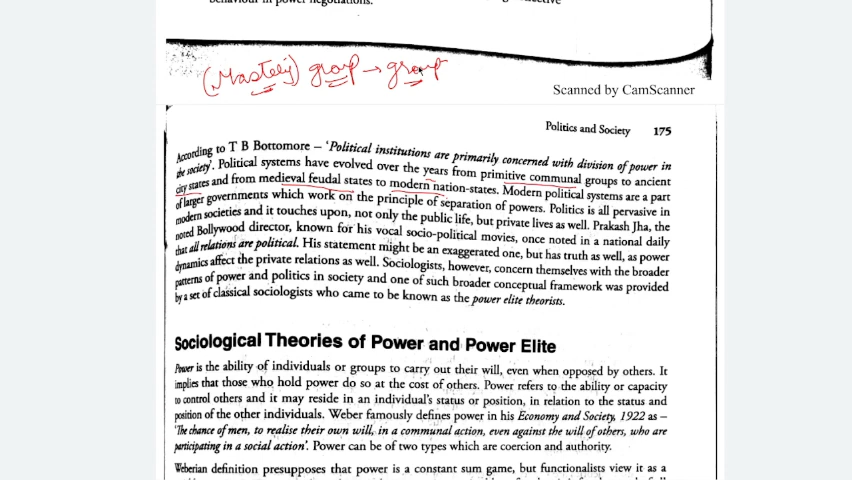 behaviour in power negotiations.
(Mastery) group → group
Scanned by CamScanner
Politics and Society 175
According to T B Bottomore – 'Political institutions are primarily concerned with division of power in
the society'. Political systems have evolved over the years from primitive communal groups to ancient
city states and from medieval feudal states to modern nation-states. Modern political systems are a part
of larger governments which work on the principle of separation of powers. Politics is all pervasive in
modern societies and it touches upon, not only the public life, but private lives as well. Prakash Jha, the
noted Bollywood director, known for his vocal socio-political movies, once noted in a national daily
that all relations are political. His statement might be an exaggerated one, but has truth as well, as power
dynamics affect the private relations as well. Sociologists, however, concern themselves with the broader
patterns of power and politics in society and one of such broader conceptual framework was provided
by a set of classical sociologists who came to be known as the power elite theorists.
Sociological Theories of Power and Power Elite
Power is the ability of individuals or groups to carry out their will, even when opposed by others. It
implies that those who hold power do so at the cost of others. Power refers to the ability or capacity
to control others and it may reside in an individual's status or position, in relation to the status and
position of the other individuals. Weber famously defines power in his Economy and Society, 1922 as –
'The chance of men, to realise their own will, in a communal action, even against the will of others, who are
participating in a social action'. Power can be of two types which are coercion and authority.
Weberian definition presupposes that power is a constant sum game, but functionalists view it as a